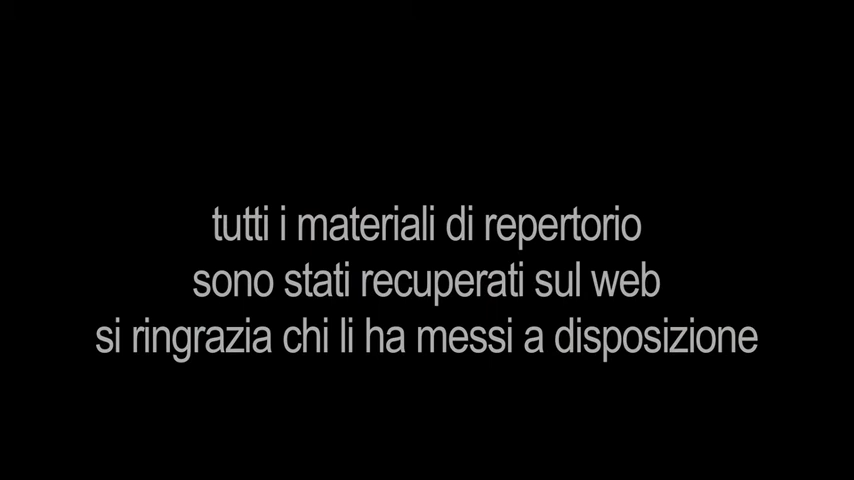 tutti i materiali di repertorio
sono stati recuperati sul web
si ringrazia chi li ha messi a disposizione